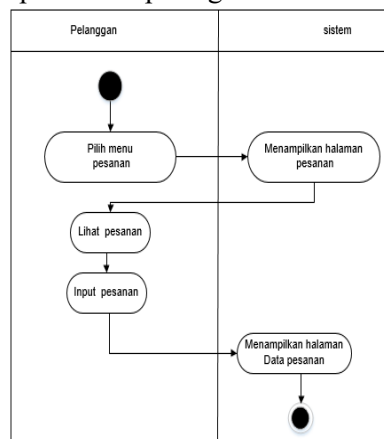 Pelanggan
sistem
Pilih menu
pesanan
Menampilkan halaman
pesanan
Lihat pesanan
Input pesanan
Menampilkan halaman
Data pesanan